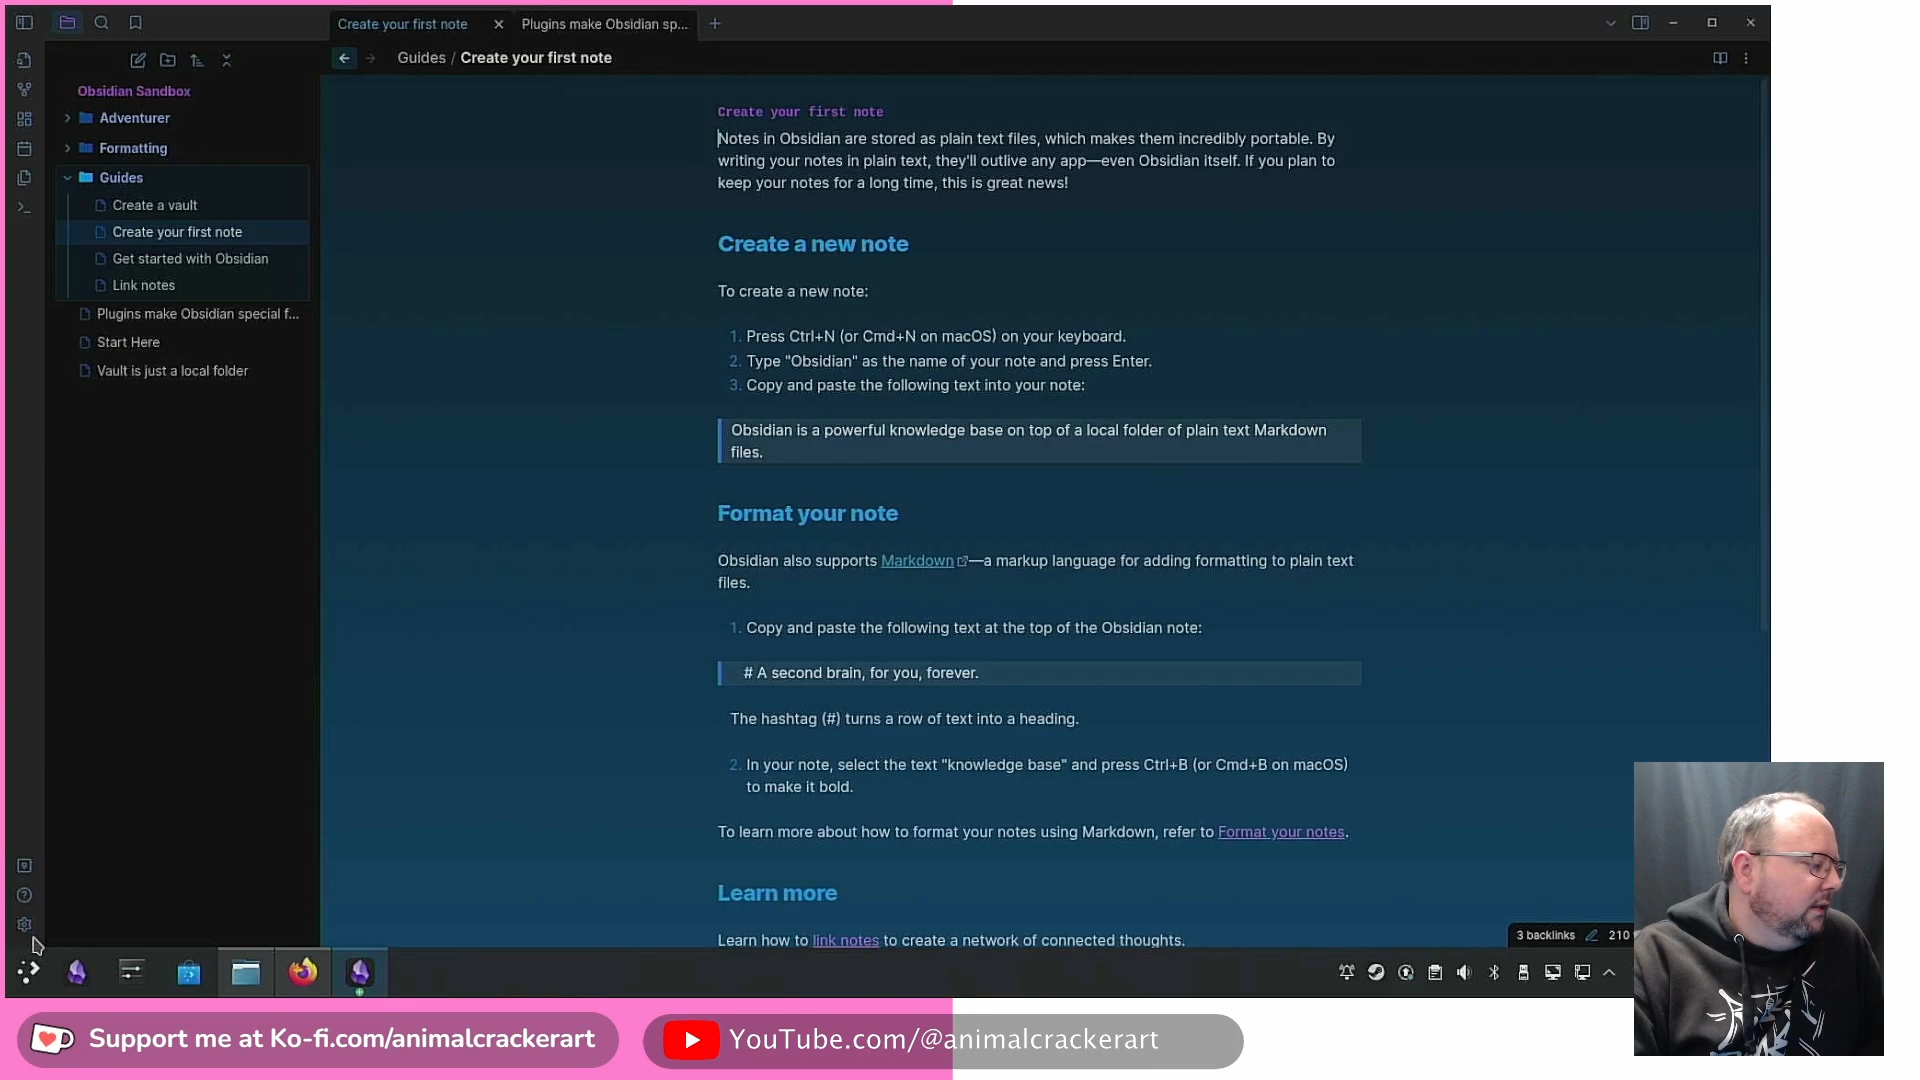 Create your first note
Plugins make Obsidian sp...
Guides / Create your first note
Obsidian Sandbox
Adventurer
Formatting
Guides
Create a vault
Create your first note
Get started with Obsidian
Link notes
Plugins make Obsidian special f...
Start Here
Vault is just a local folder
Create your first note
Notes in Obsidian are stored as plain text files, which makes them incredibly portable. By
writing your notes in plain text, they'll outlive any app—even Obsidian itself. If you plan to
keep your notes for a long time, this is great news!
Create a new note
To create a new note:
1. Press Ctrl+N (or Cmd+N on macOS) on your keyboard.
2. Type "Obsidian" as the name of your note and press Enter.
3. Copy and paste the following text into your note:
Obsidian is a powerful knowledge base on top of a local folder of plain text Markdown
files.
Format your note
Obsidian also supports Markdown—a markup language for adding formatting to plain text
files.
1. Copy and paste the following text at the top of the Obsidian note:
# A second brain, for you, forever.
The hashtag (#) turns a row of text into a heading.
2. In your note, select the text "knowledge base" and press Ctrl+B (or Cmd+B on macOS)
to make it bold.
To learn more about how to format your notes using Markdown, refer to Format your notes.
Learn more
Learn how to link notes to create a network of connected thoughts.
3 backlinks 210
Support me at Ko-fi.com/animalcrackerart
YouTube.com/@animalcrackerart